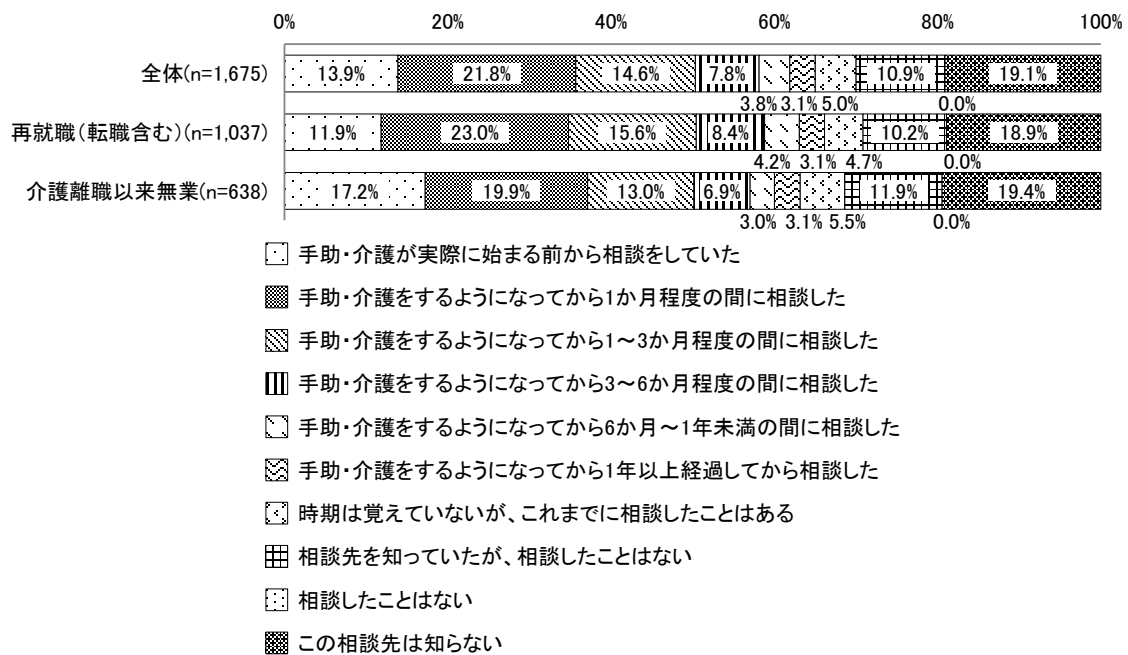 0% 20% 40% 60% 80% 100%
全体(n=1,675) 13.9% 21.8% 14.6% 7.8% 10.9% 19.1%
3.8% 3.1% 5.0% 0.0%
再就職(転職含む)(n=1,037) 11.9% 23.0% 15.6% 8.4% 10.2% 18.9%
4.2% 3.1% 4.7% 0.0%
介護離職以来無業(n=638) 17.2% 19.9% 13.0% 6.9% 11.9% 19.4%
3.0% 3.1% 5.5% 0.0%
手助・介護が実際に始まる前から相談をしていた
手助・介護をするようになってから1か月程度の間に相談した
手助・介護をするようになってから1～3か月程度の間に相談した
手助・介護をするようになってから3～6か月程度の間に相談した
手助・介護をするようになってから6か月～1年未満の間に相談した
手助・介護をするようになってから1年以上経過してから相談した
時期は覚えていないが、これまでに相談したことはある
相談先を知っていたが、相談したことはない
相談したことはない
この相談先は知らない